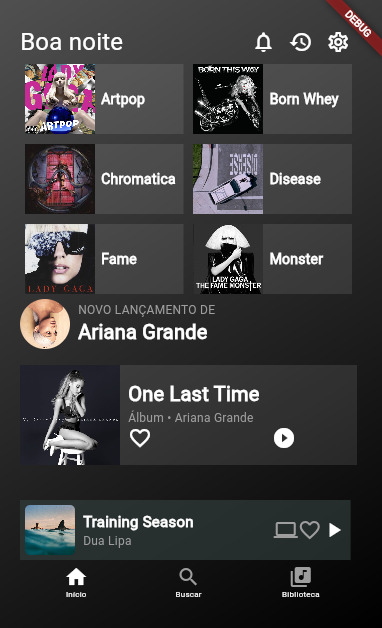 DEBUG
Boa noite
Artpop
Born Whey
BORN THIS WAY
ARTPOP
Chromatica
Disease
DISEASE
Fame
LADY GAGA
Monster
LADY GAGA
THE FAME MONSTER
NOVO LANÇAMENTO DE
Ariana Grande
One Last Time
Álbum • Ariana Grande
Training Season
Dua Lipa
Início
Buscar
Biblioteca